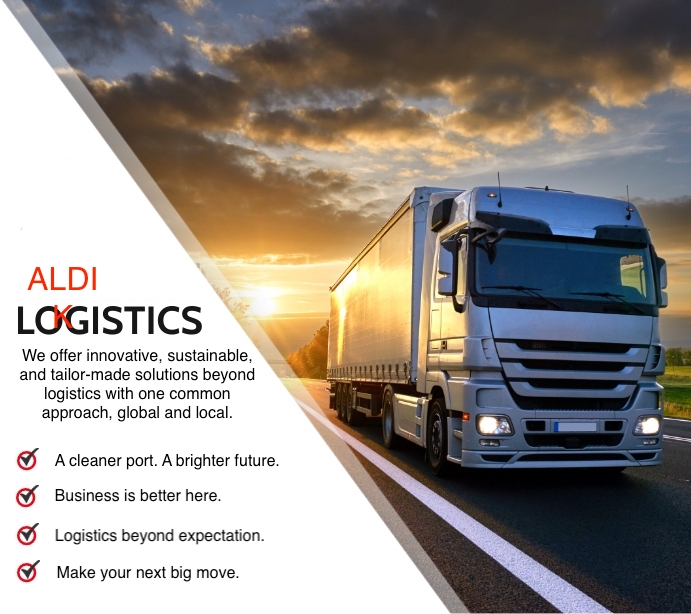 ALDI
K
LOGISTICS
We offer innovative, sustainable,
and tailor-made solutions beyond
logistics with one common
approach, global and local.
A cleaner port. A brighter future.
Business is better here.
Logistics beyond expectation.
Make your next big move.